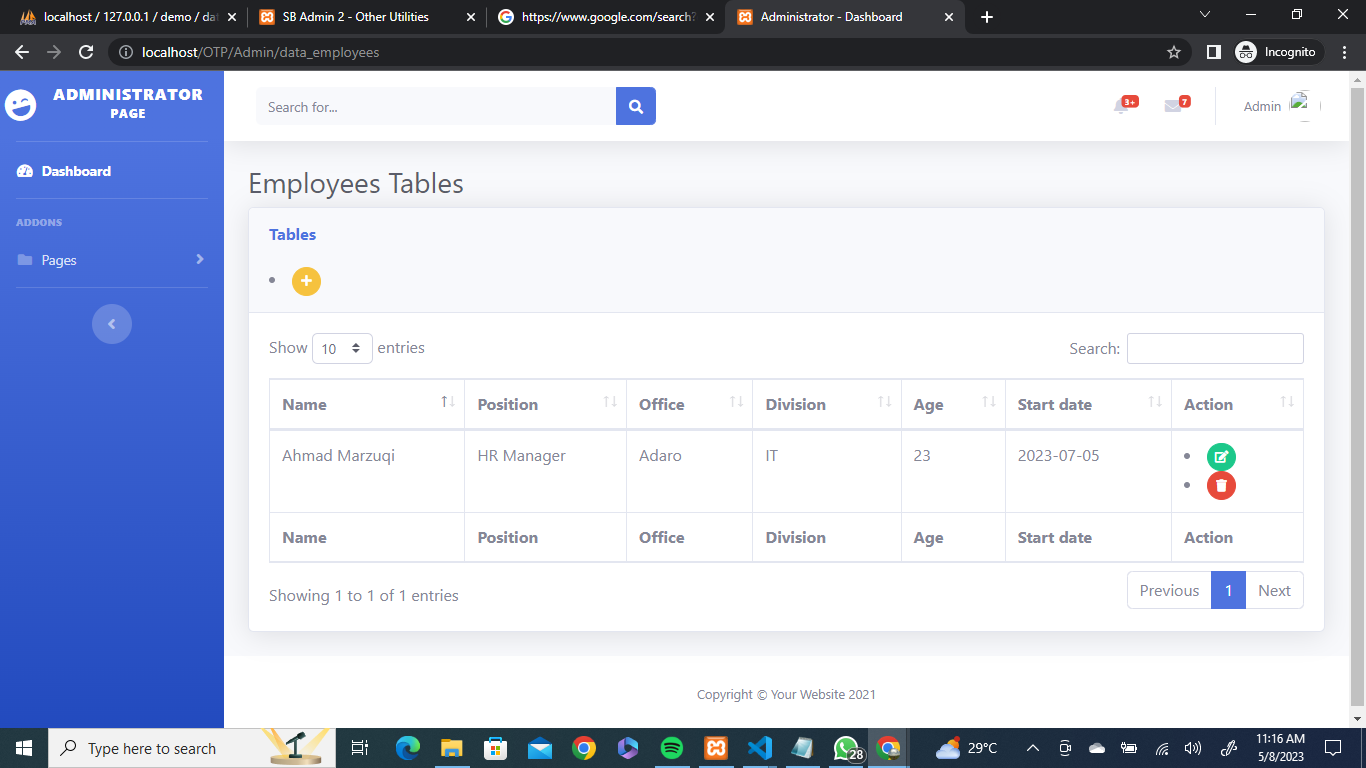 localhost / 127.0.0.1 / demo / dat
SB Admin 2 - Other Utilities
https://www.google.com/search?
Administrator - Dashboard
localhost/OTP/Admin/data_employees
Incognito
ADMINISTRATOR
PAGE
Search for...
3+
7
Admin
Dashboard
ADDONS
Pages
Employees Tables
Tables
Show 10 entries
Search:
Name Position Office Division Age Start date Action
Ahmad Marzuqi HR Manager Adaro IT 23 2023-07-05
Name Position Office Division Age Start date Action
Showing 1 to 1 of 1 entries
Previous 1 Next
Copyright © Your Website 2021
Type here to search
28
29°C
11:16 AM
5/8/2023